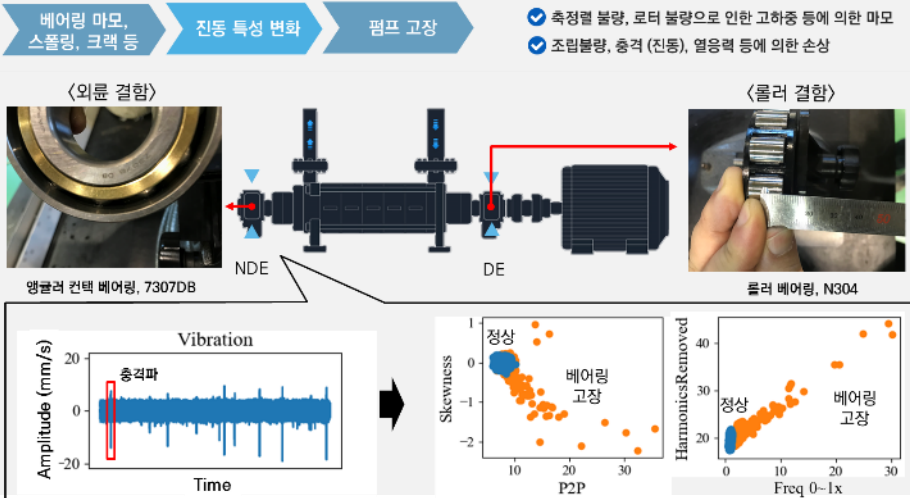 베어링 마모,
스폴링, 크랙 등
진동 특성 변화
펌프 고장
축정렬 불량, 로터 불량으로 인한 고하중 등에 의한 마모
조립불량, 충격 (진동), 열응력 등에 의한 손상
<외륜 결함>
<롤러 결함>
NDE
DE
앵귤러 컨택 베어링, 7307DB
롤러 베어링, N304
Vibration
Amplitude (mm/s)
20
0
-20
충격파
Time
Skewness
1
0
-1
-2
정상
베어링
고장
10
20
30
P2P
HarmonicsRemoved
40
30
20
정상
베어링
고장
0
10
20
30
Freq 0~1x